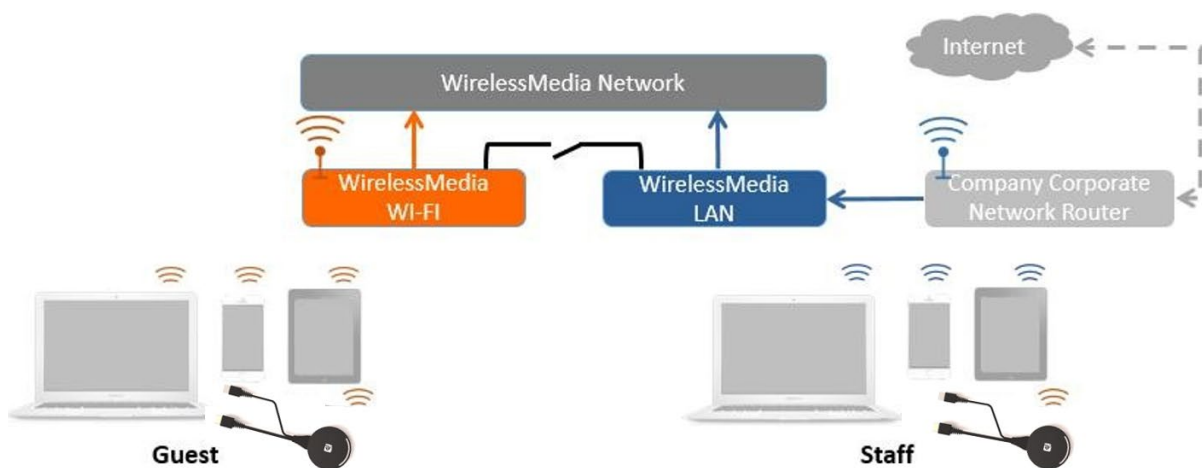 Internet
WirelessMedia Network
WirelessMedia
WI-FI
WirelessMedia
LAN
Company Corporate
Network Router
Guest
Staff